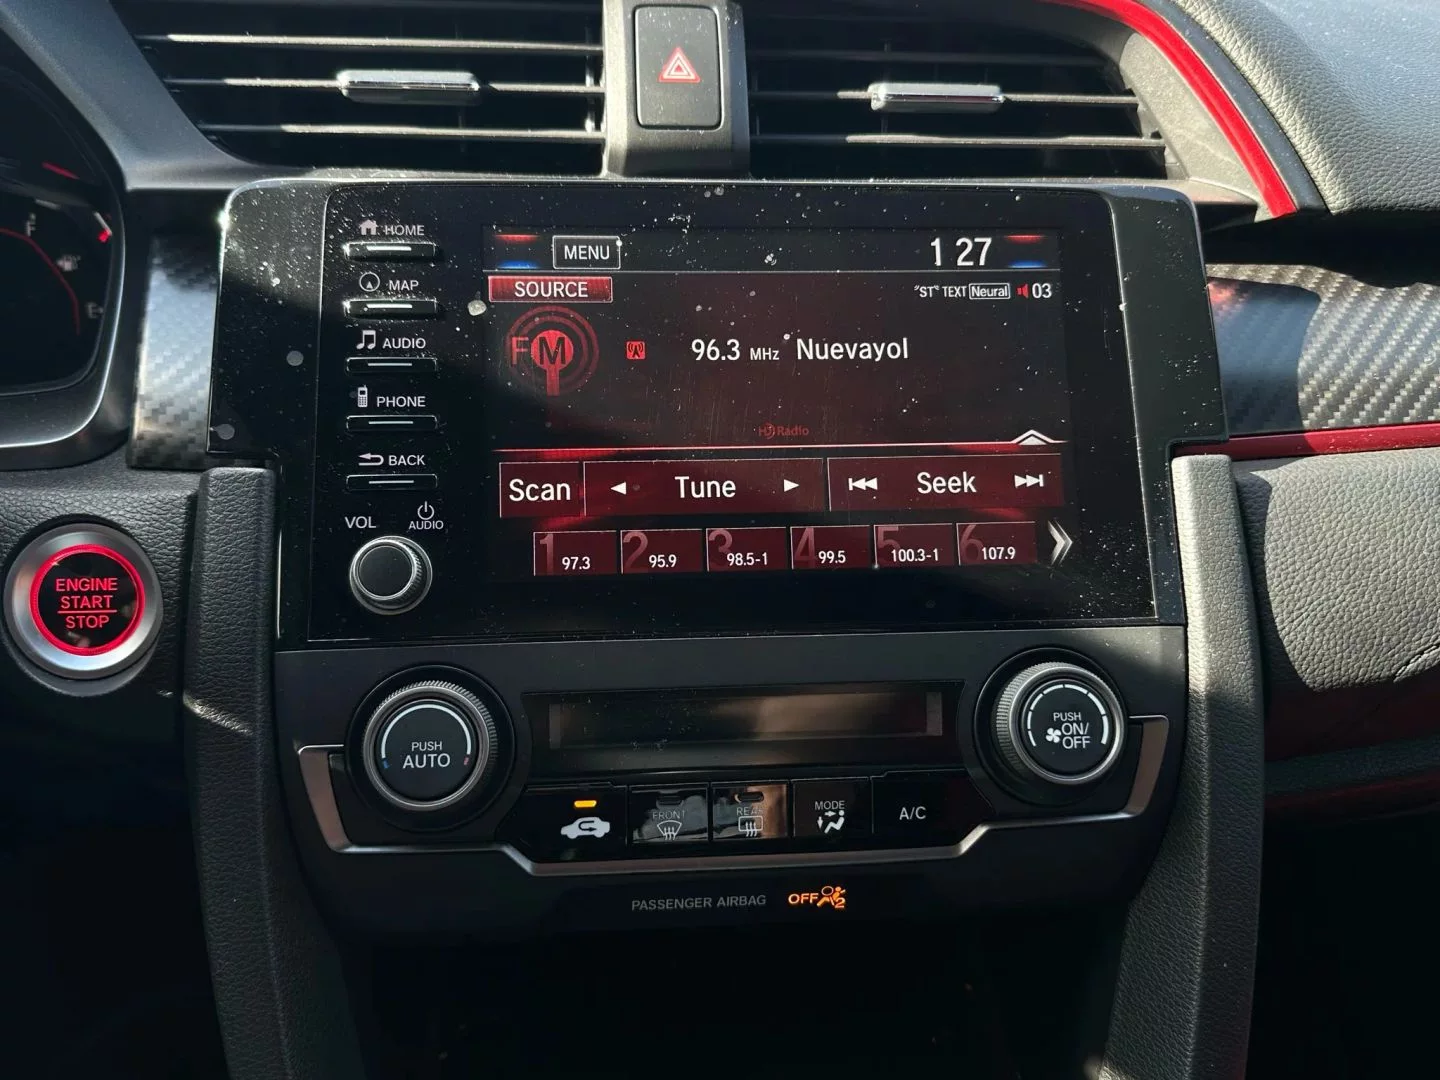 HOME
MENU
1 27
MAP
SOURCE
"ST" TEXT Neural 03
AUDIO
FM
96.3 MHz Nuevayol
PHONE
HD Radio
BACK
Scan
Tune
Seek
VOL
AUDIO
1 97.3
2 95.9
3 98.5-1
4 99.5
5 100.3-1
6 107.9
ENGINE
START
STOP
PUSH
AUTO
PUSH
ON/
OFF
FRONT
REAR
MODE
A/C
PASSENGER AIRBAG OFF 2
F
E